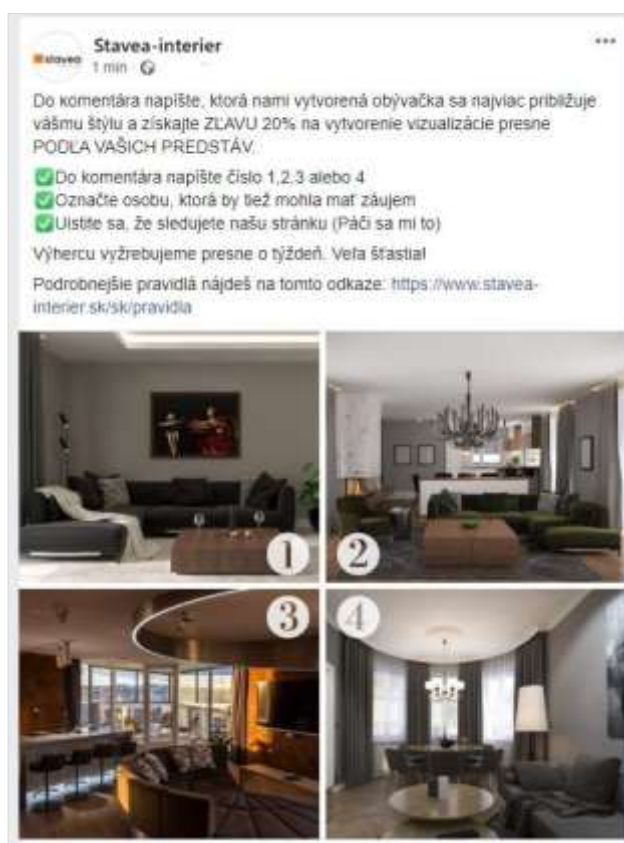 Stavea-interier
stavea
1 min
Do komentára napíšte, ktorá nami vytvorená obývačka sa najviac približuje
vášmu štýlu a získajte ZĽAVU 20% na vytvorenie vizualizácie presne
PODĽA VAŠICH PREDSTÁV.
✅Do komentára napíšte číslo 1,2,3 alebo 4
✅Označte osobu, ktorá by tiež mohla mať záujem
✅Uistite sa, že sledujete našu stránku (Páči sa mi to)
Výhercu vyžrebujeme presne o týždeň. Veľa šťastia!
Podrobnejšie pravidlá nájdeš na tomto odkaze: https://www.stavea-
interier.sk/sk/pravidla
1
2
3
4